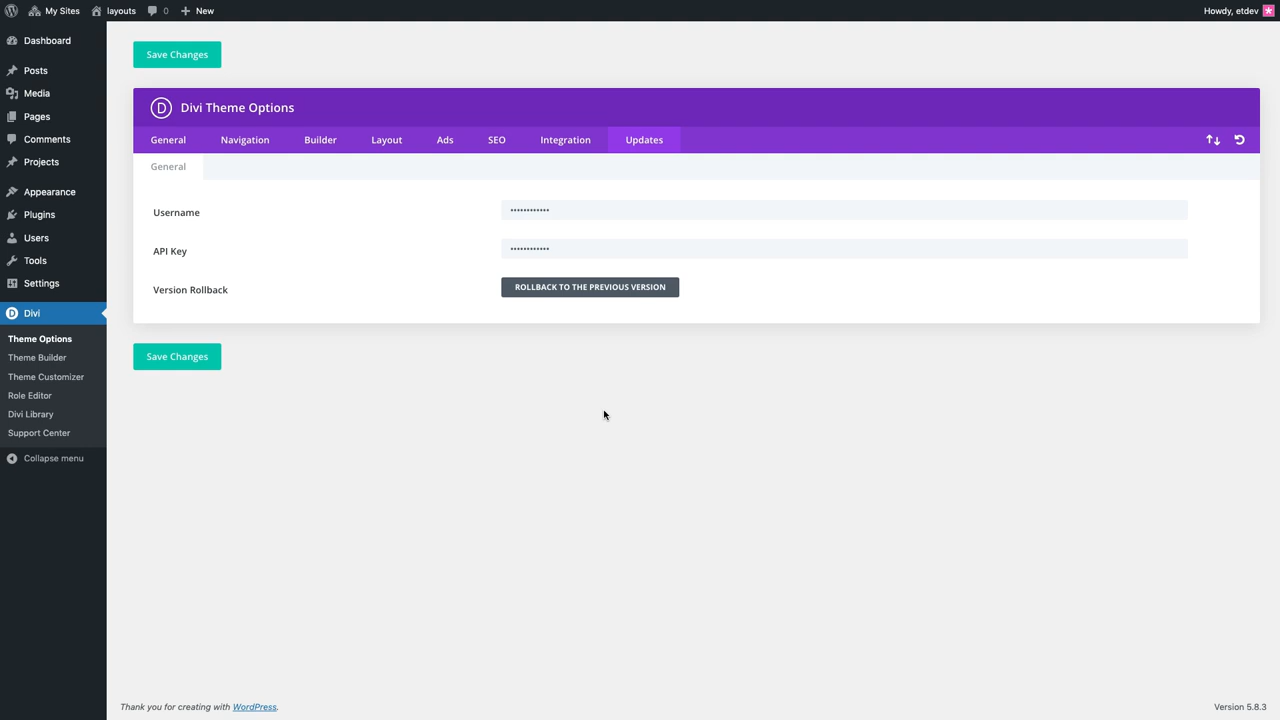 My Sites layouts 0 New Howdy, etdev
Dashboard
Posts
Media
Pages
Comments
Projects
Appearance
Plugins
Users
Tools
Settings
Divi
Theme Options
Theme Builder
Theme Customizer
Role Editor
Divi Library
Support Center
Collapse menu
Save Changes
D Divi Theme Options
General Navigation Builder Layout Ads SEO Integration Updates
General
Username ••••••••••••
API Key ••••••••••••
Version Rollback ROLLBACK TO THE PREVIOUS VERSION
Save Changes
Thank you for creating with WordPress. Version 5.8.3